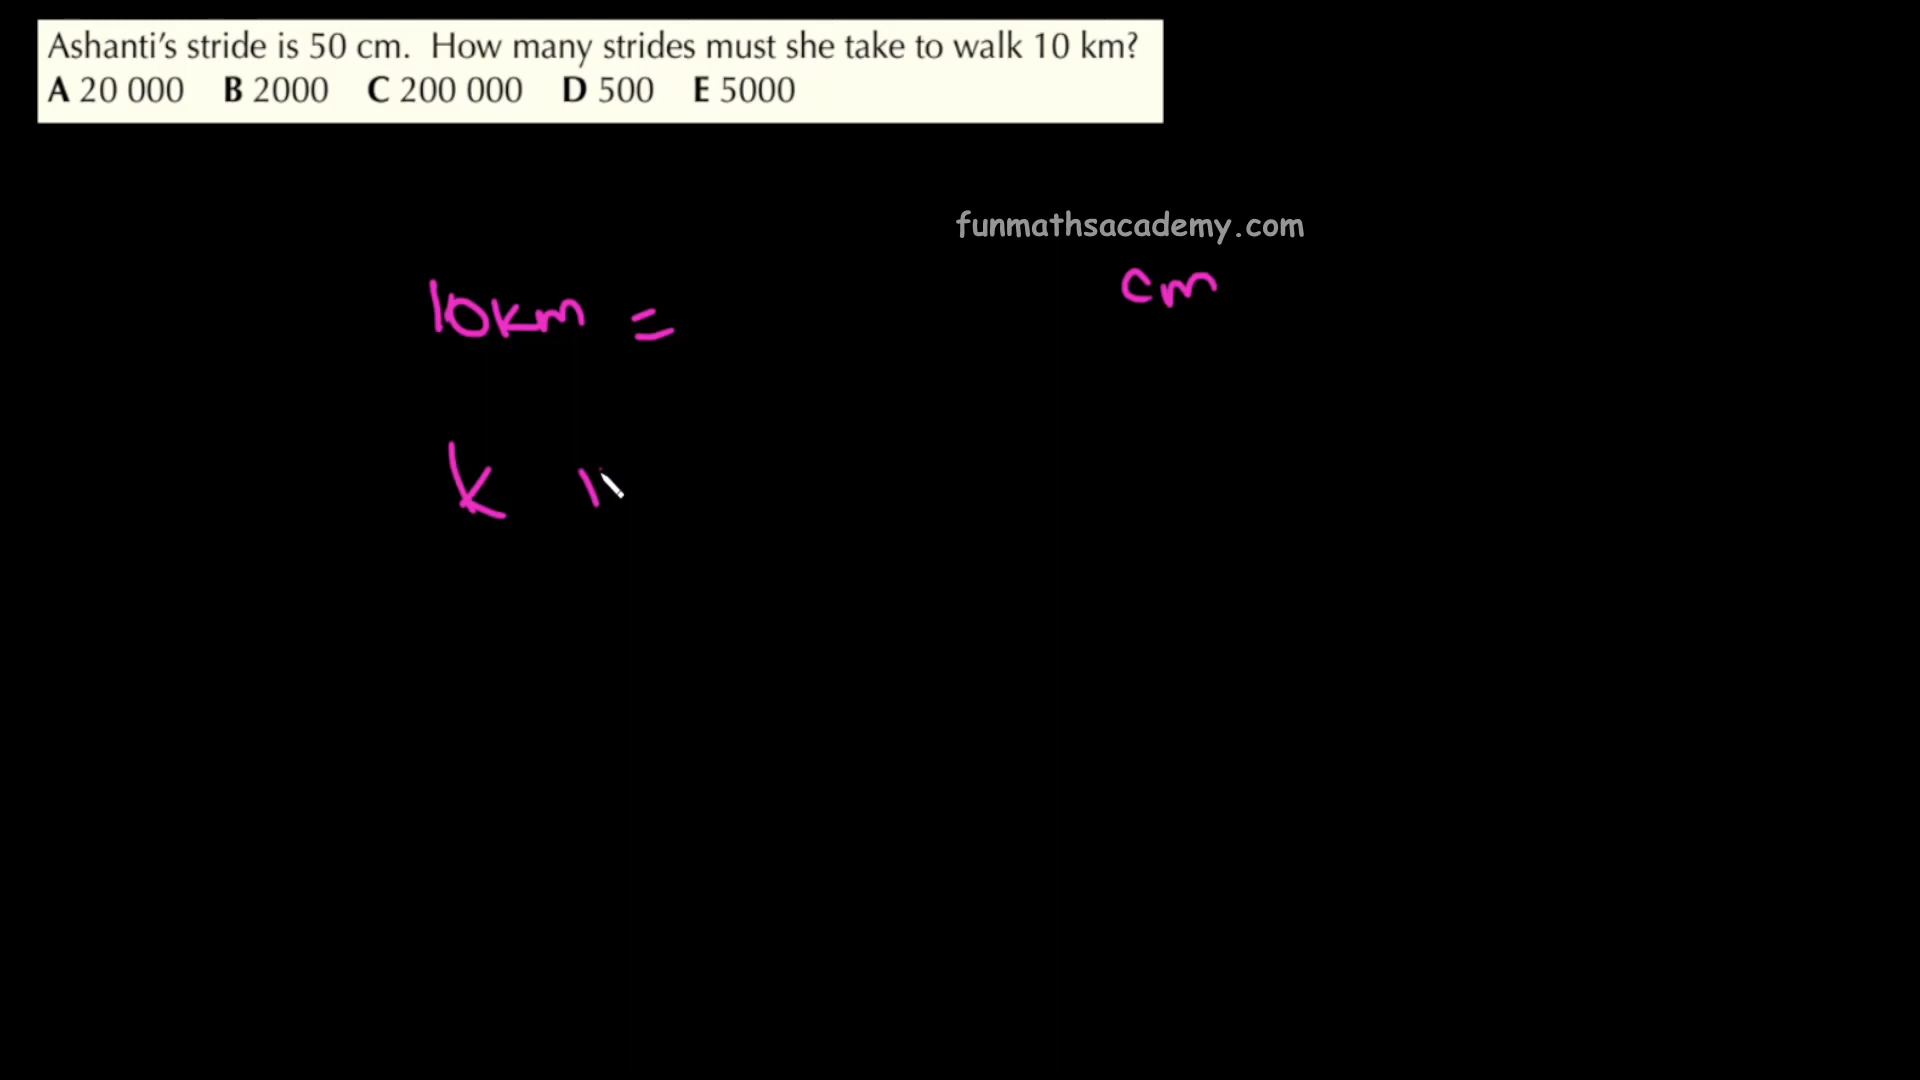 Ashanti's stride is 50 cm. How many strides must she take to walk 10 km?
A 20 000 B 2000 C 200 000 D 500 E 5000
funmathsacademy.com
cm
10km =
k